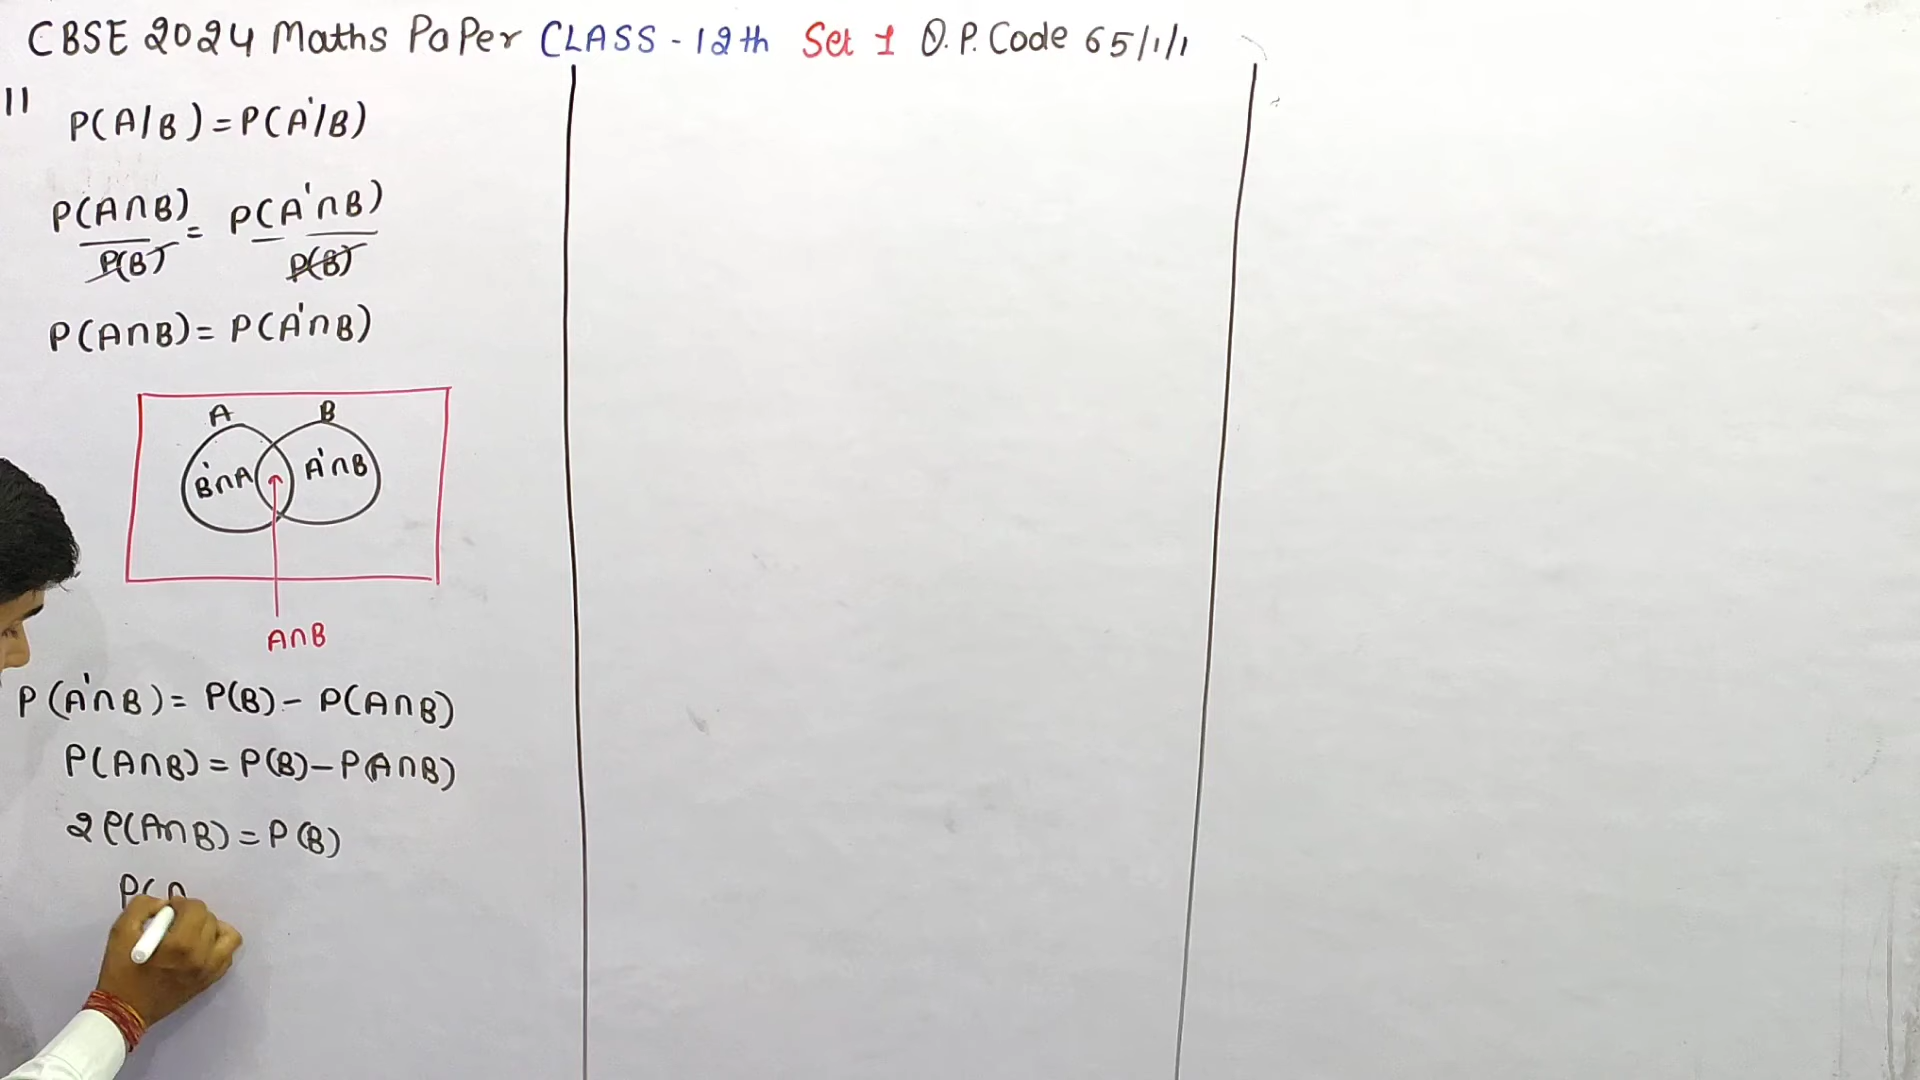 CBSE 2024 Maths PaPer CLASS - 12th Set 1 Q.P. Code 65/1/1
11
P(A/B) = P(A'/B)
P(A∩B)/P(B) = P(A'∩B)/P(B)
P(A∩B) = P(A'∩B)
A B
B'∩A A'∩B
A∩B
P(A'∩B) = P(B) - P(A∩B)
P(A∩B) = P(B) - P(A∩B)
2P(A∩B) = P(B)
P(A